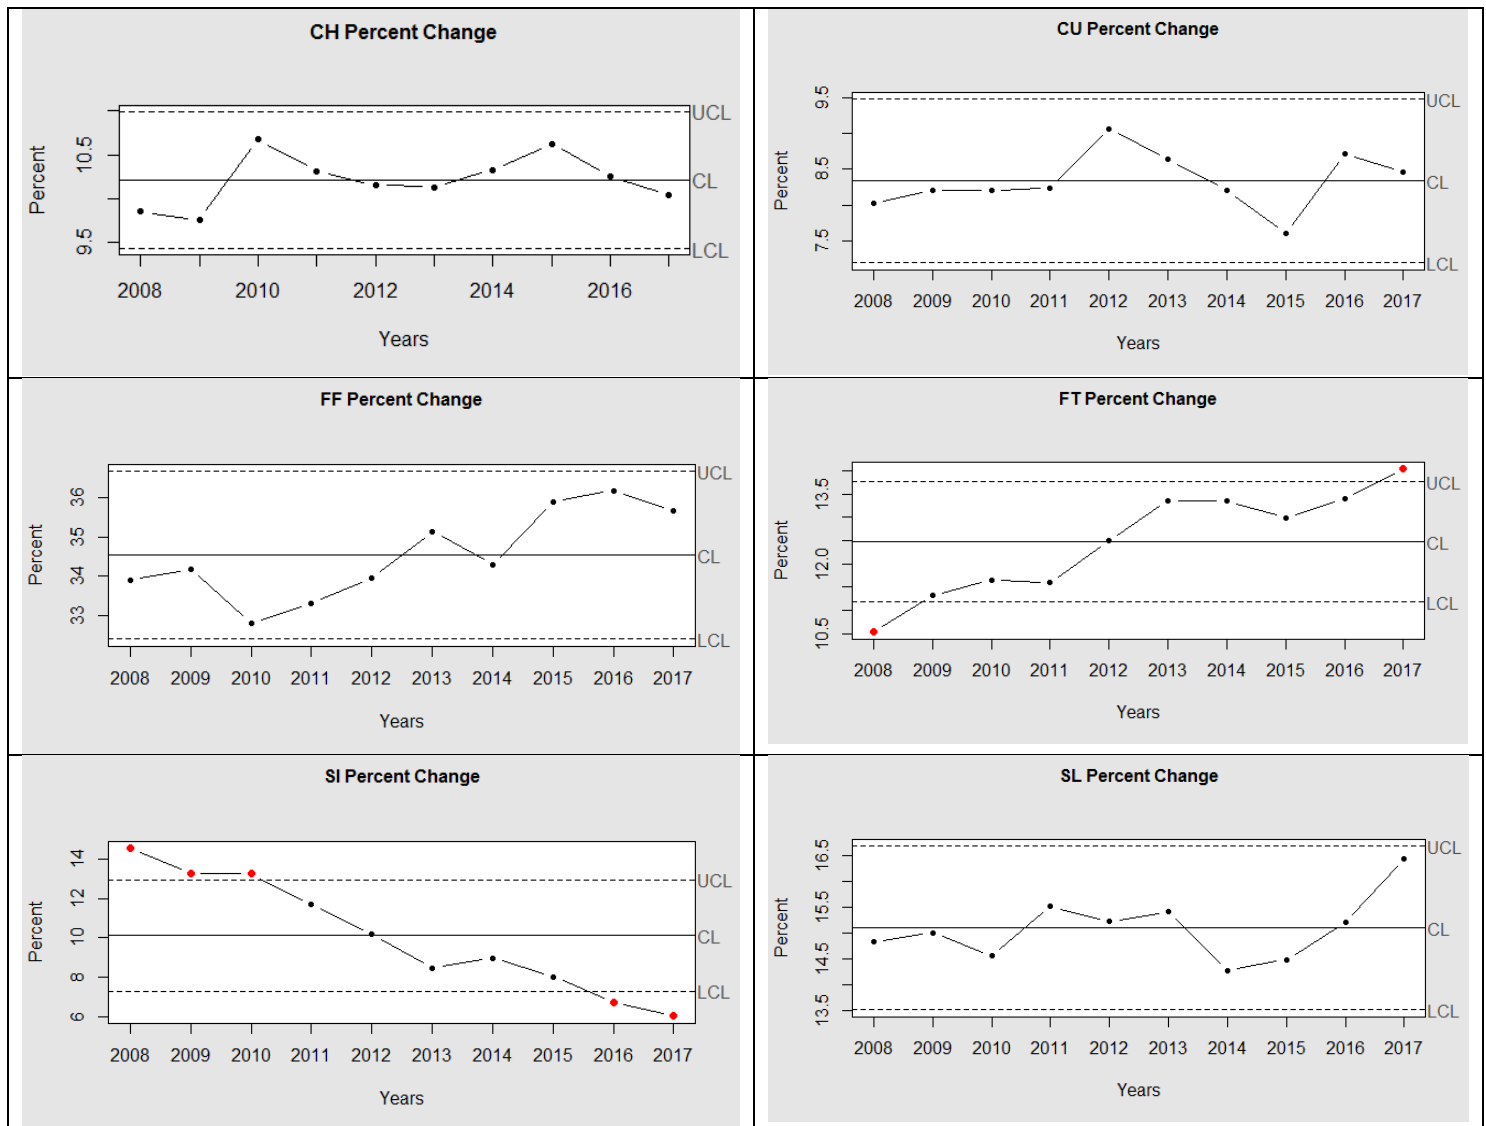 CH Percent Change
Percent
10.5
9.5
UCL
CL
LCL
2008 2010 2012 2014 2016
Years
CU Percent Change
Percent
9.5
8.5
7.5
UCL
CL
LCL
2008 2009 2010 2011 2012 2013 2014 2015 2016 2017
Years
FF Percent Change
Percent
36
35
34
33
UCL
CL
LCL
2008 2009 2010 2011 2012 2013 2014 2015 2016 2017
Years
FT Percent Change
Percent
13.5
12.0
10.5
UCL
CL
LCL
2008 2009 2010 2011 2012 2013 2014 2015 2016 2017
Years
SI Percent Change
Percent
14
12
10
8
6
UCL
CL
LCL
2008 2009 2010 2011 2012 2013 2014 2015 2016 2017
Years
SL Percent Change
Percent
16.5
15.5
14.5
13.5
UCL
CL
LCL
2008 2009 2010 2011 2012 2013 2014 2015 2016 2017
Years